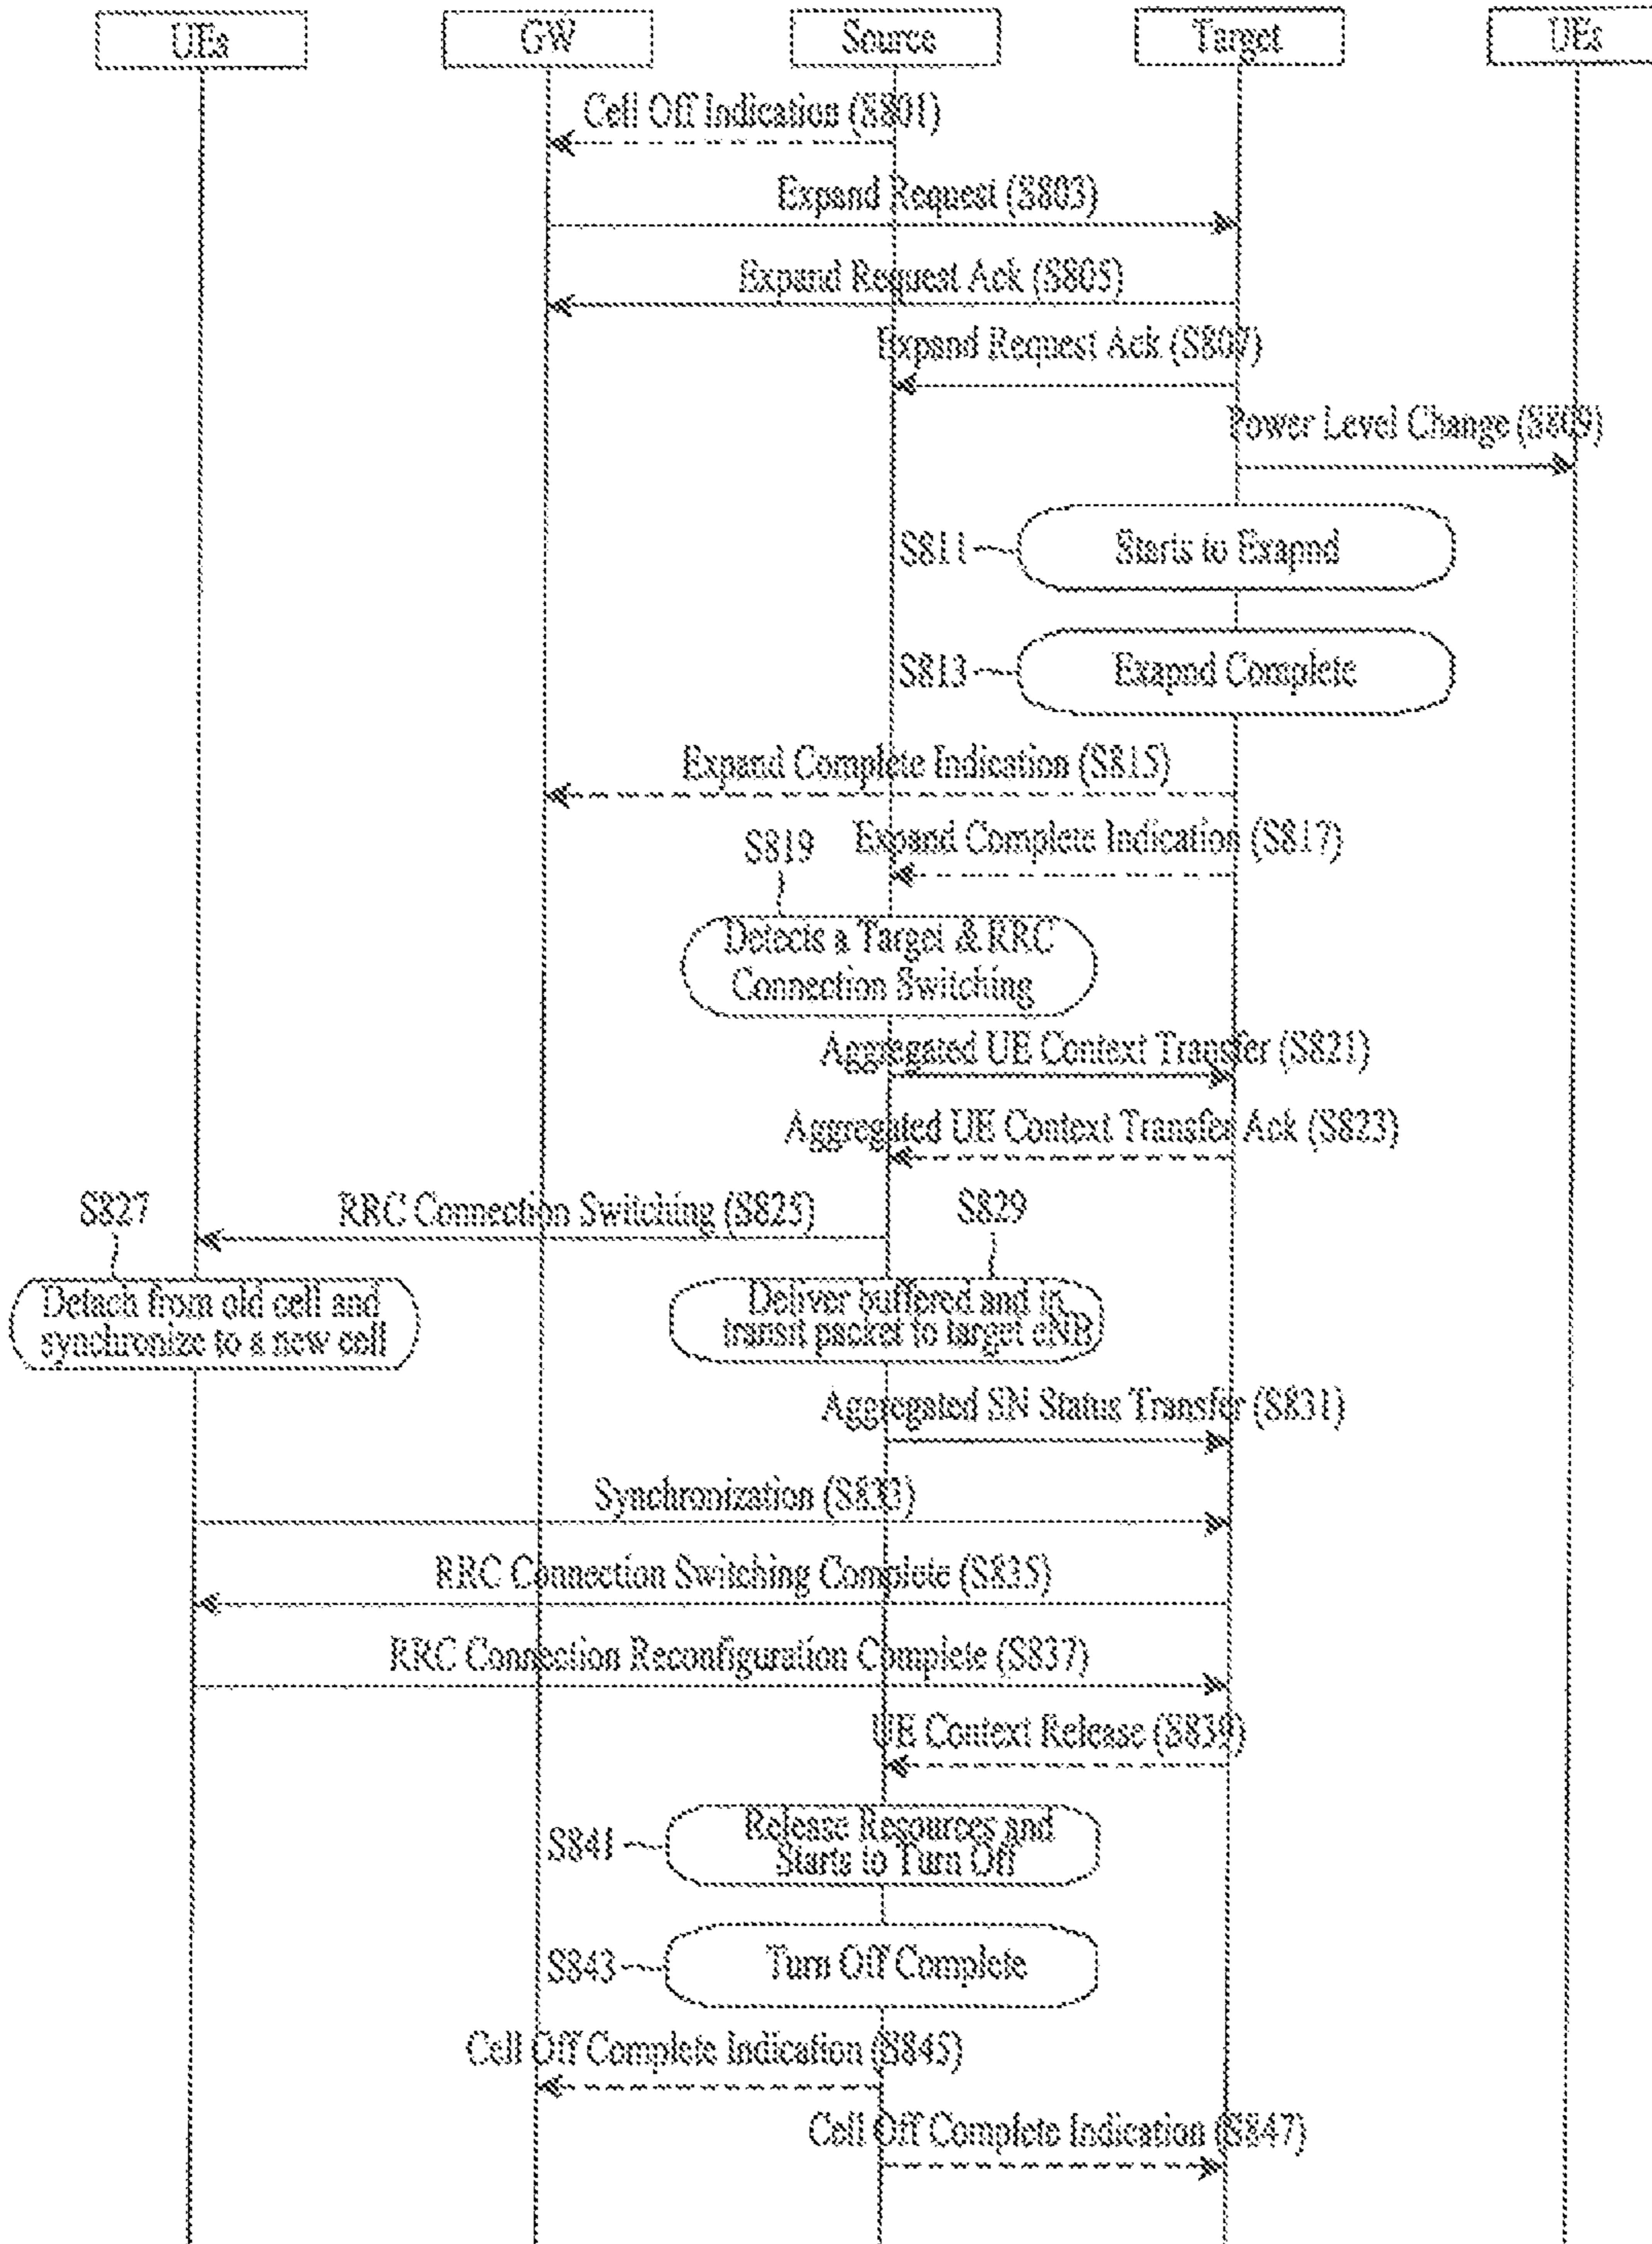 UEs
GW
Source
Target
UEs
Cell Off Indication (S801)
Expand Request (S803)
Expand Request Ack (S805)
Expand Request Ack (S807)
Power Level Change (S809)
S811
Starts to Exapnd
S813
Exapnd Complete
Expand Complete Indication (S815)
S819
Expand Complete Indication (S817)
Detects a Target & RRC
Connection Switching
Aggregated UE Context Transfer (S821)
Aggregated UE Context Transfer Ack (S823)
S827
RRC Connection Switching (S825)
S829
Detach from old cell and
synchronize to a new cell
Deliver buffered and in
transit packet to target eNB
Aggregated SN Status Transfer (S831)
Synchronization (S833)
RRC Connection Switching Complete (S835)
RRC Connection Reconfiguration Complete (S837)
UE Context Release (S839)
S841
Release Resources and
Starts to Turn Off
S843
Turn Off Complete
Cell Off Complete Indication (S845)
Cell Off Complete Indication (S847)